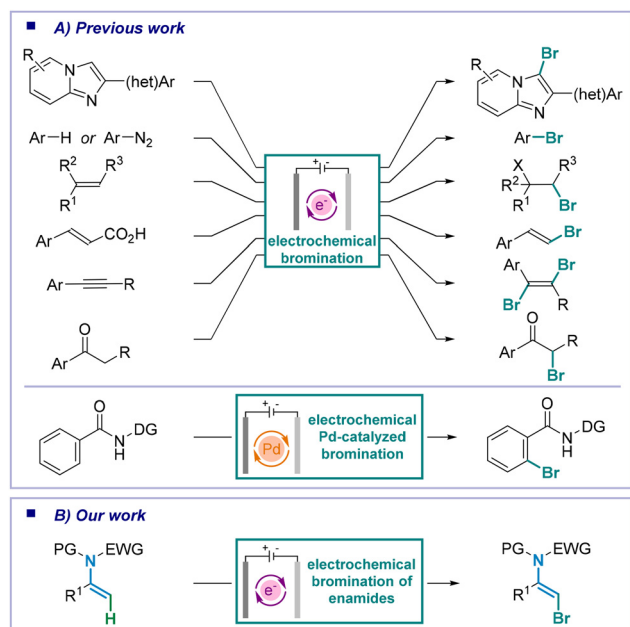 A) Previous work
R
N
N
(het)Ar
Br
R
N
N
(het)Ar
Ar–H or Ar–N2
Ar–Br
R2
R3
R1
X
R3
R2
R1
Br
+ -
e-
electrochemical
bromination
Ar
CO2H
Ar
Br
Ar
R
Ar
Br
Br
R
O
Ar
R
O
Ar
R
Br
O
N
H
DG
+ -
Pd
electrochemical
Pd-catalyzed
bromination
O
N
H
DG
Br
B) Our work
PG
EWG
N
R1
H
+ -
e-
electrochemical
bromination of
enamides
PG
EWG
N
R1
Br